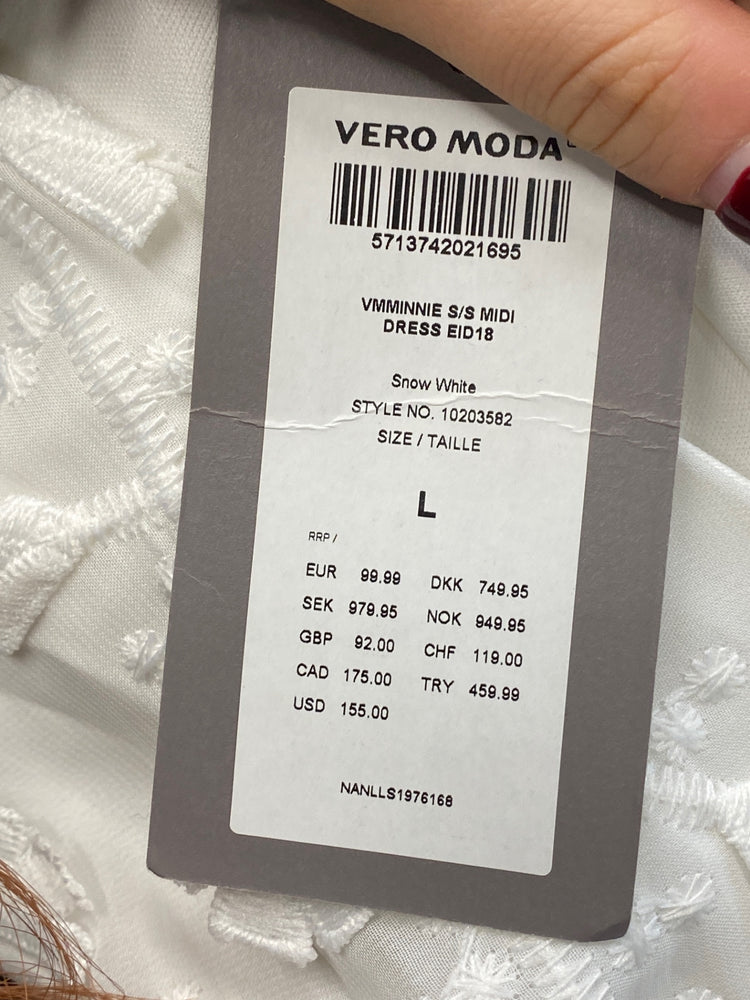 VERO MODA
5713742021695
VMMINNIE S/S MIDI
DRESS EID18
Snow White
STYLE NO. 10203582
SIZE / TAILLE
L
RRP /
EUR 99.99 DKK 749.95
SEK 979.95 NOK 949.95
GBP 92.00 CHF 119.00
CAD 175.00 TRY 459.99
USD 155.00
NANLLS1976168